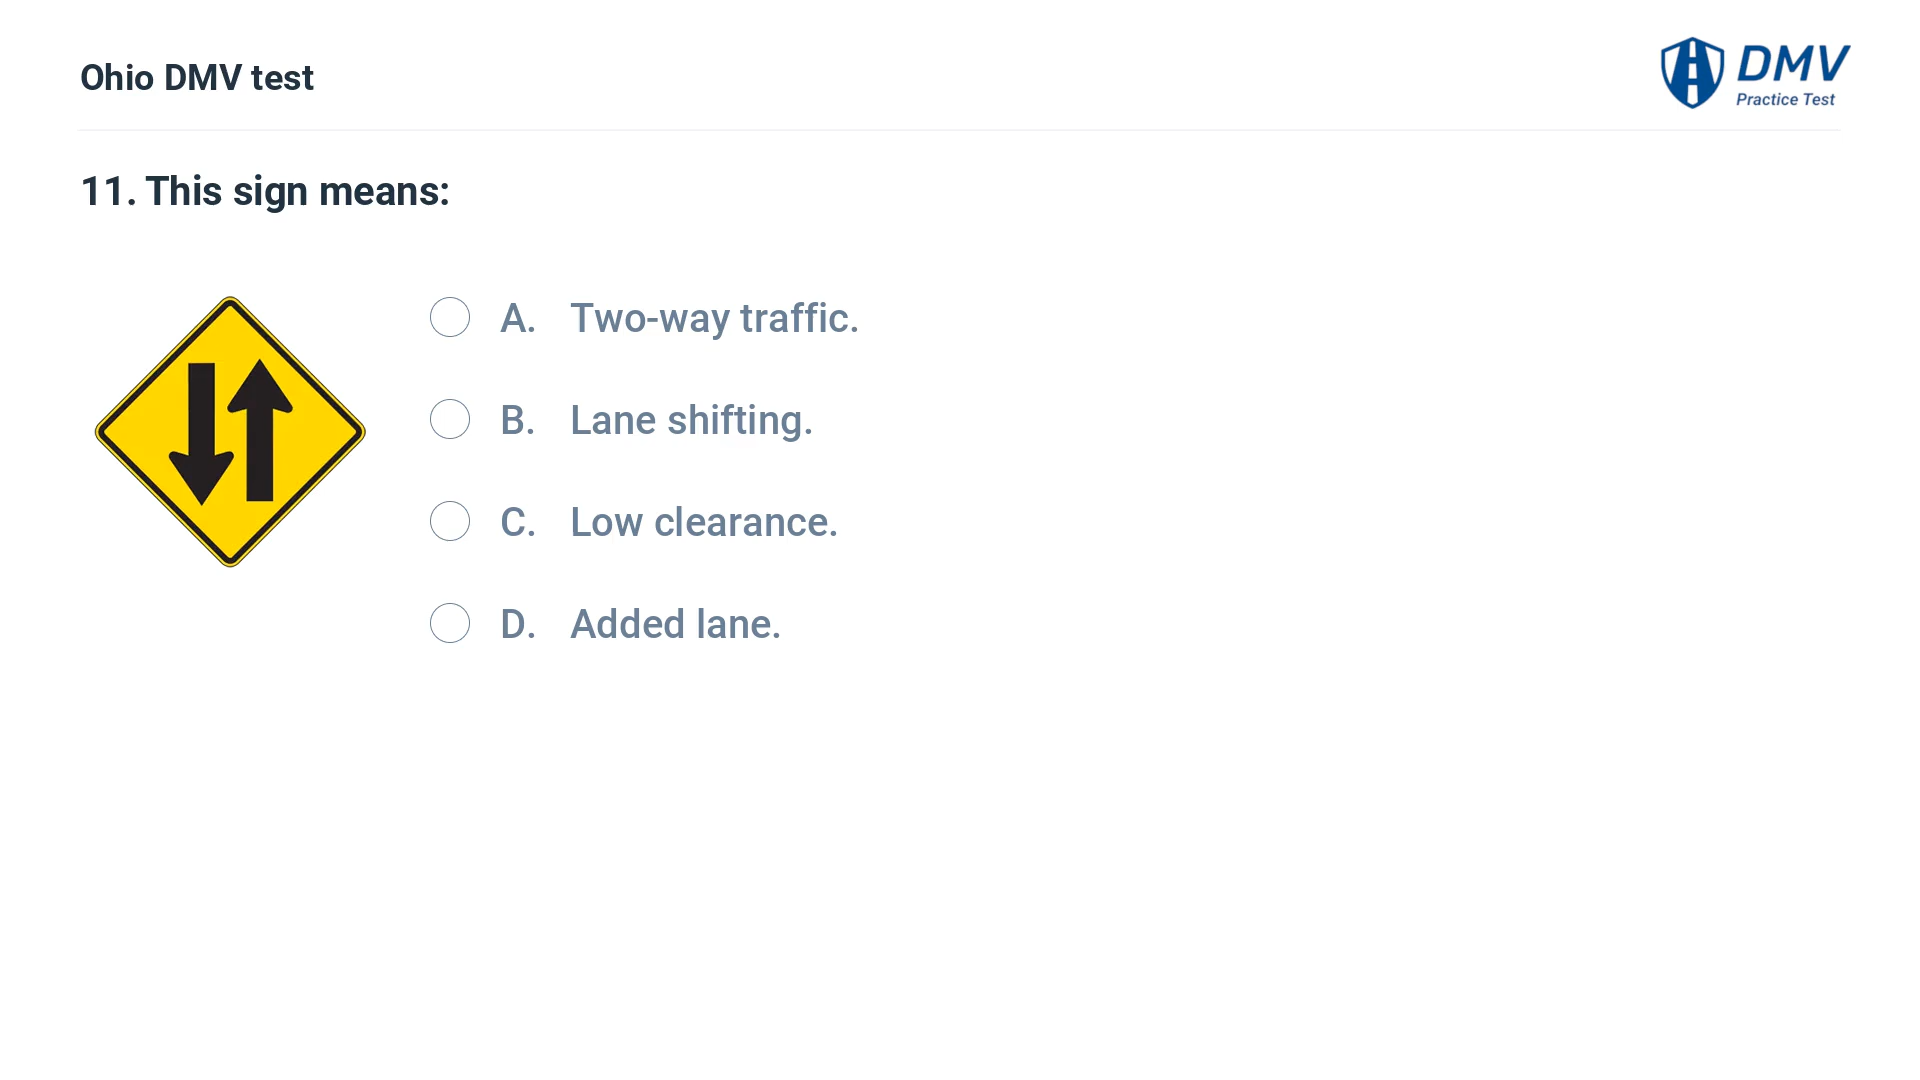 Ohio DMV test
DMV
Practice Test
11. This sign means:
A. Two-way traffic.
B. Lane shifting.
C. Low clearance.
D. Added lane.